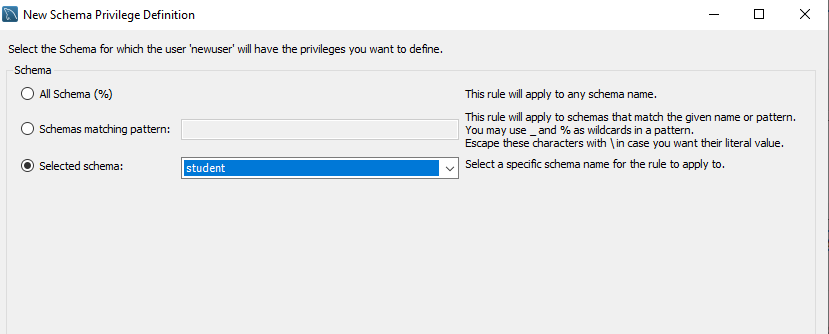 New Schema Privilege Definition
Select the Schema for which the user 'newuser' will have the privileges you want to define.
Schema
All Schema (%)
This rule will apply to any schema name.
Schemas matching pattern:
This rule will apply to schemas that match the given name or pattern.
You may use _ and % as wildcards in a pattern.
Escape these characters with \ in case you want their literal value.
Selected schema:
student
Select a specific schema name for the rule to apply to.